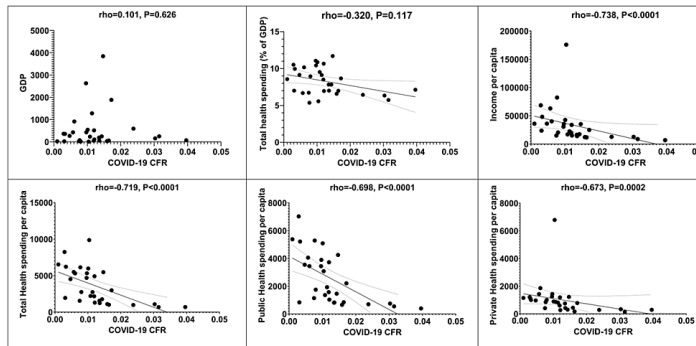 rho=0.101, P=0.626
GDP
5000
4000
3000
2000
1000
0
0.00 0.01 0.02 0.03 0.04 0.05
COVID-19 CFR
rho=-0.320, P=0.117
Total health spending (% of GDP)
15
10
5
0
0.00 0.01 0.02 0.03 0.04 0.05
COVID-19 CFR
rho=-0.738, P<0.0001
Income per capita
200000
150000
100000
50000
0
0.00 0.01 0.02 0.03 0.04 0.05
COVID-19 CFR
rho=-0.719, P<0.0001
Total Health spending per capita
15000
10000
5000
0
0.00 0.01 0.02 0.03 0.04 0.05
COVID-19 CFR
rho=-0.698, P<0.0001
Public Health spending per capita
8000
6000
4000
2000
0
0.00 0.01 0.02 0.03 0.04 0.05
COVID-19 CFR
rho=-0.673, P=0.0002
Private Health spending per capita
8000
6000
4000
2000
0
0.00 0.01 0.02 0.03 0.04 0.05
COVID-19 CFR